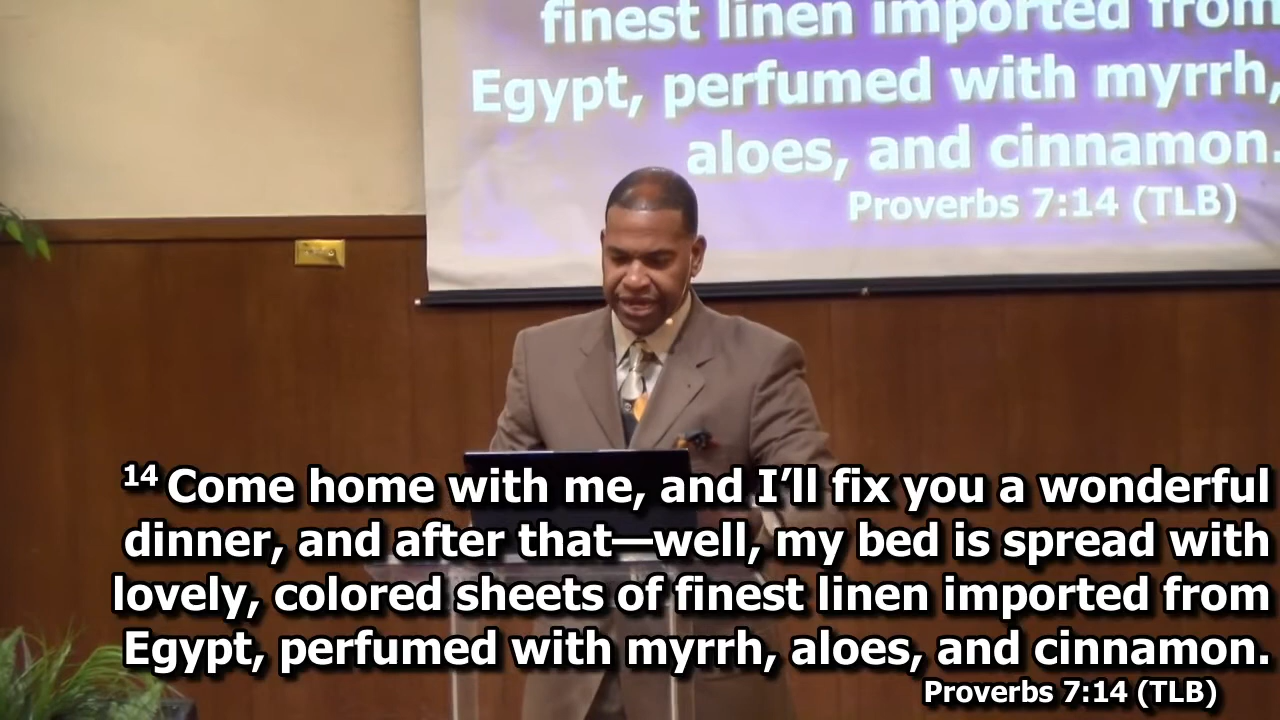 finest linen imported from
Egypt, perfumed with myrrh,
aloes, and cinnamon.
Proverbs 7:14 (TLB)
14 Come home with me, and I’ll fix you a wonderful
dinner, and after that—well, my bed is spread with
lovely, colored sheets of finest linen imported from
Egypt, perfumed with myrrh, aloes, and cinnamon.
Proverbs 7:14 (TLB)